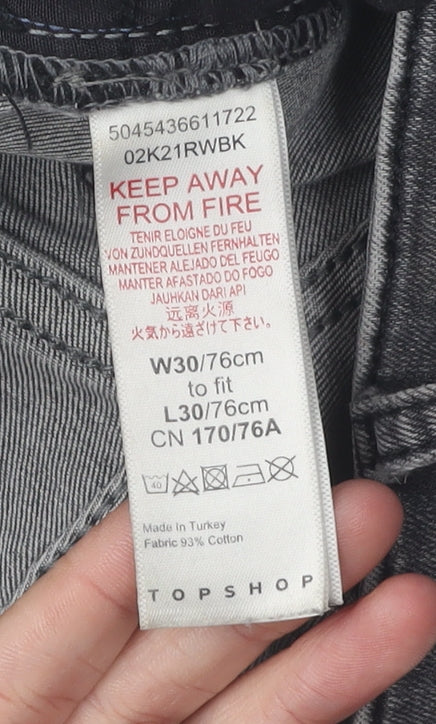 5045436611722
02K21RWBK
KEEP AWAY
FROM FIRE
TENIR ELOIGNE DU FEU
VON ZUNDQUELLEN FERNHALTEN
MANTENER ALEJADO DEL FEUGO
MANTER AFASTADO DO FOGO
JAUHKAN DARI API
远离火源
火気から遠ざけて下さい。
W30/76cm
to fit
L30/76cm
CN 170/76A
40
Made In Turkey
Fabric 93% Cotton
TOPSHOP